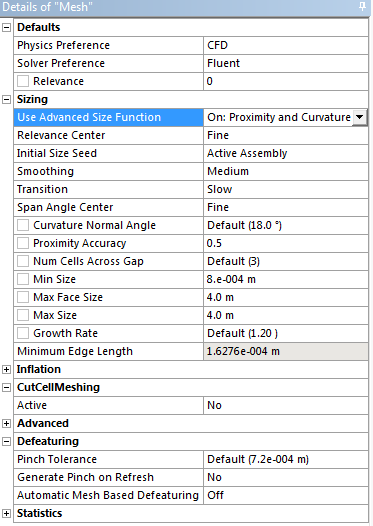 Details of "Mesh"
Defaults
Physics Preference CFD
Solver Preference Fluent
Relevance 0
Sizing
Use Advanced Size Function On: Proximity and Curvature
Relevance Center Fine
Initial Size Seed Active Assembly
Smoothing Medium
Transition Slow
Span Angle Center Fine
Curvature Normal Angle Default (18.0 °)
Proximity Accuracy 0.5
Num Cells Across Gap Default (3)
Min Size 8.e-004 m
Max Face Size 4.0 m
Max Size 4.0 m
Growth Rate Default (1.20 )
Minimum Edge Length 1.6276e-004 m
Inflation
CutCellMeshing
Active No
Advanced
Defeaturing
Pinch Tolerance Default (7.2e-004 m)
Generate Pinch on Refresh No
Automatic Mesh Based Defeaturing Off
Statistics